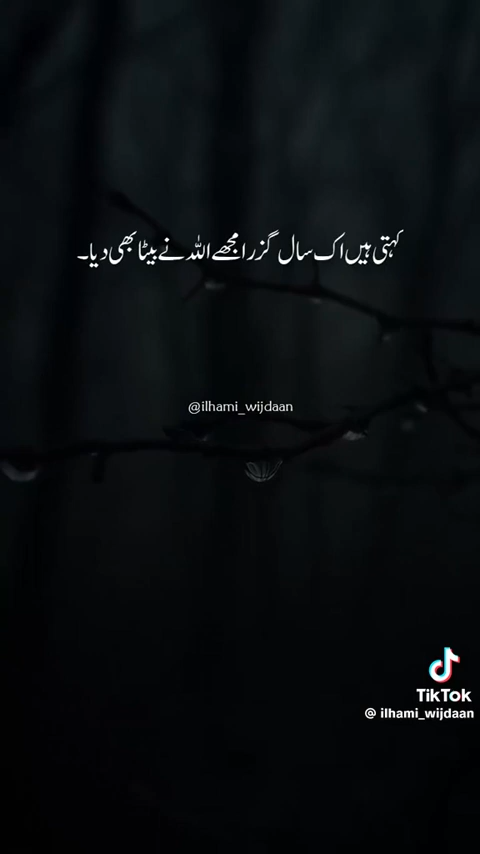 کہتی ہیں اک سال گزرا مجھے اللہ نے بیٹا بھی دیا۔
@ilhami_wijdaan
TikTok
@ ilhami_wijdaan